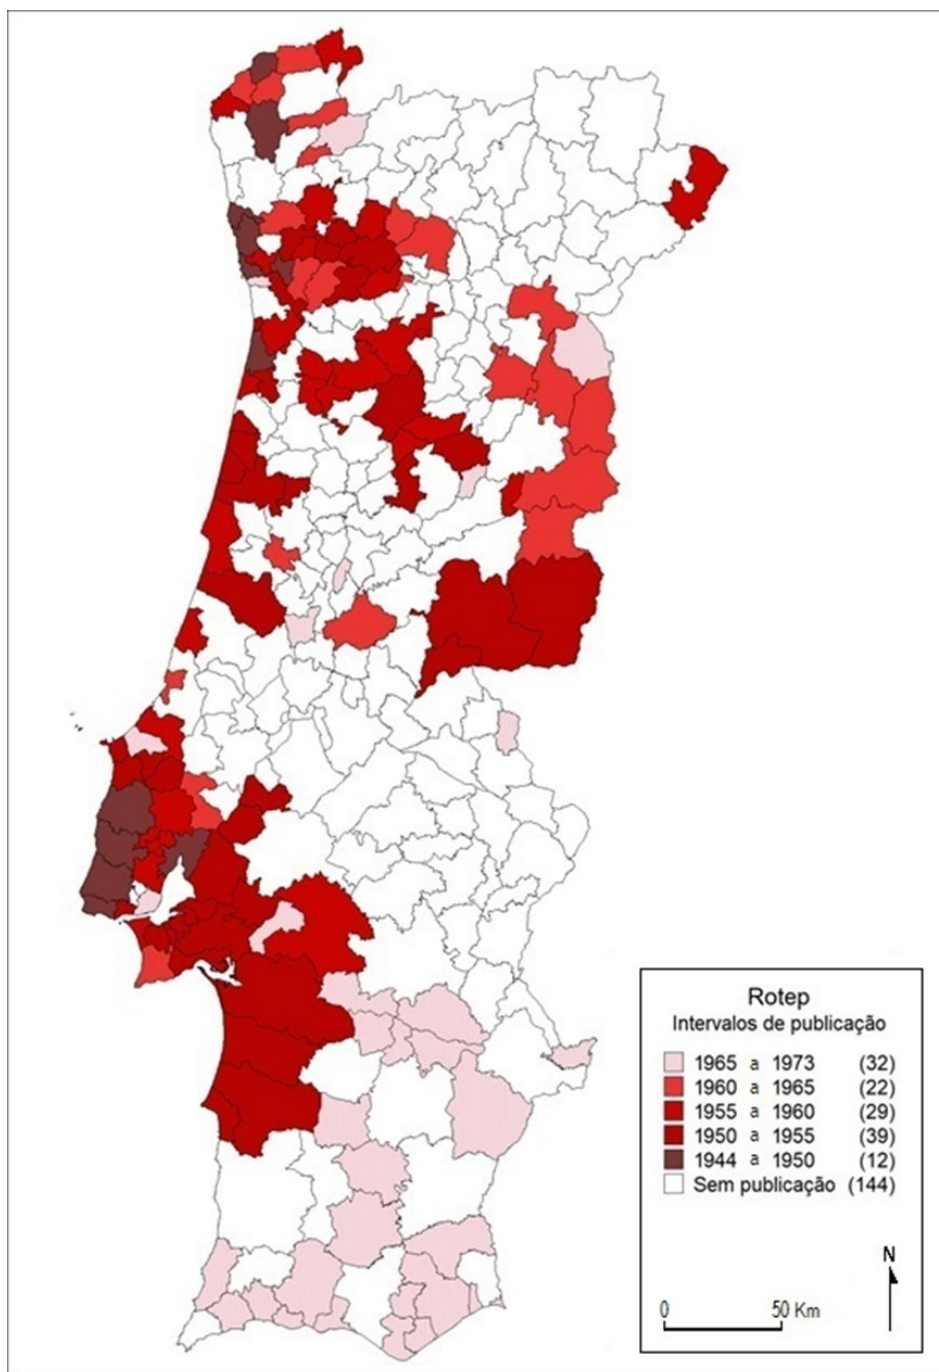 Rotep
Intervalos de publicação
1965 a 1973 (32)
1960 a 1965 (22)
1955 a 1960 (29)
1950 a 1955 (39)
1944 a 1950 (12)
Sem publicação (144)
N
0 50 Km